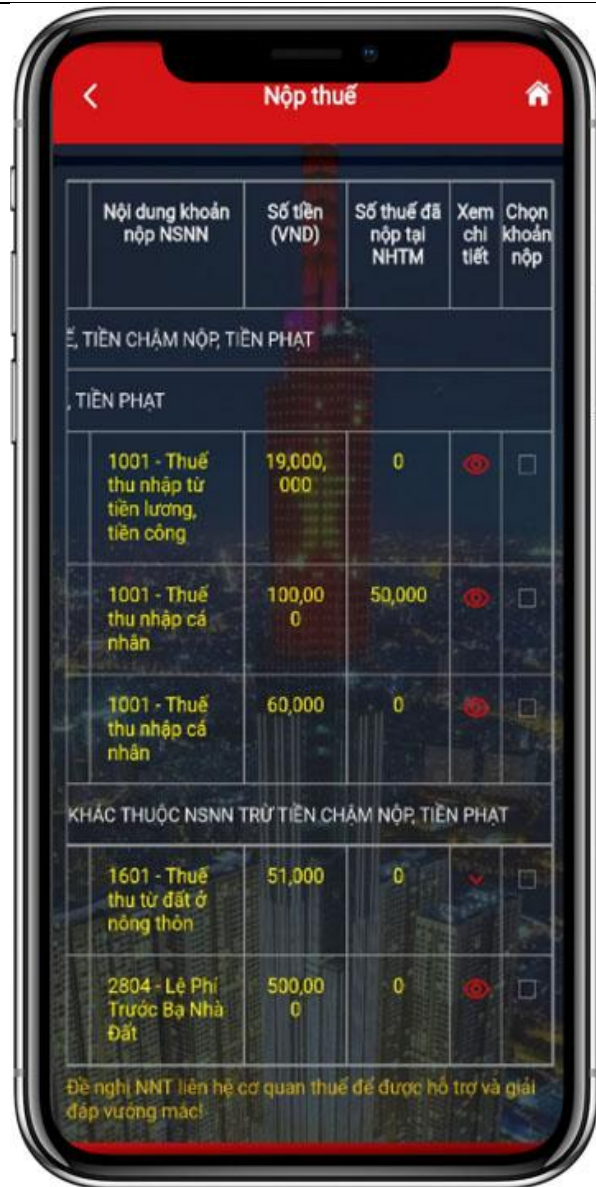 Nộp thuế
Nội dung khoản nộp NSNN
Số tiền (VND)
Số thuế đã nộp tại NHTM
Xem chi tiết
Chọn khoản nộp
Ế, TIỀN CHẬM NỘP, TIỀN PHẠT
, TIỀN PHẠT
1001 - Thuế thu nhập từ tiền lương, tiền công
19,000,000
0
1001 - Thuế thu nhập cá nhân
100,000
50,000
1001 - Thuế thu nhập cá nhân
60,000
0
KHÁC THUỘC NSNN TRỪ TIỀN CHẬM NỘP, TIỀN PHẠT
1601 - Thuế thu từ đất ở nông thôn
51,000
0
2804 - Lệ Phí Trước Bạ Nhà Đất
500,000
0
Đề nghị NNT liên hệ cơ quan thuế để được hỗ trợ và giải
đáp vướng mắc!